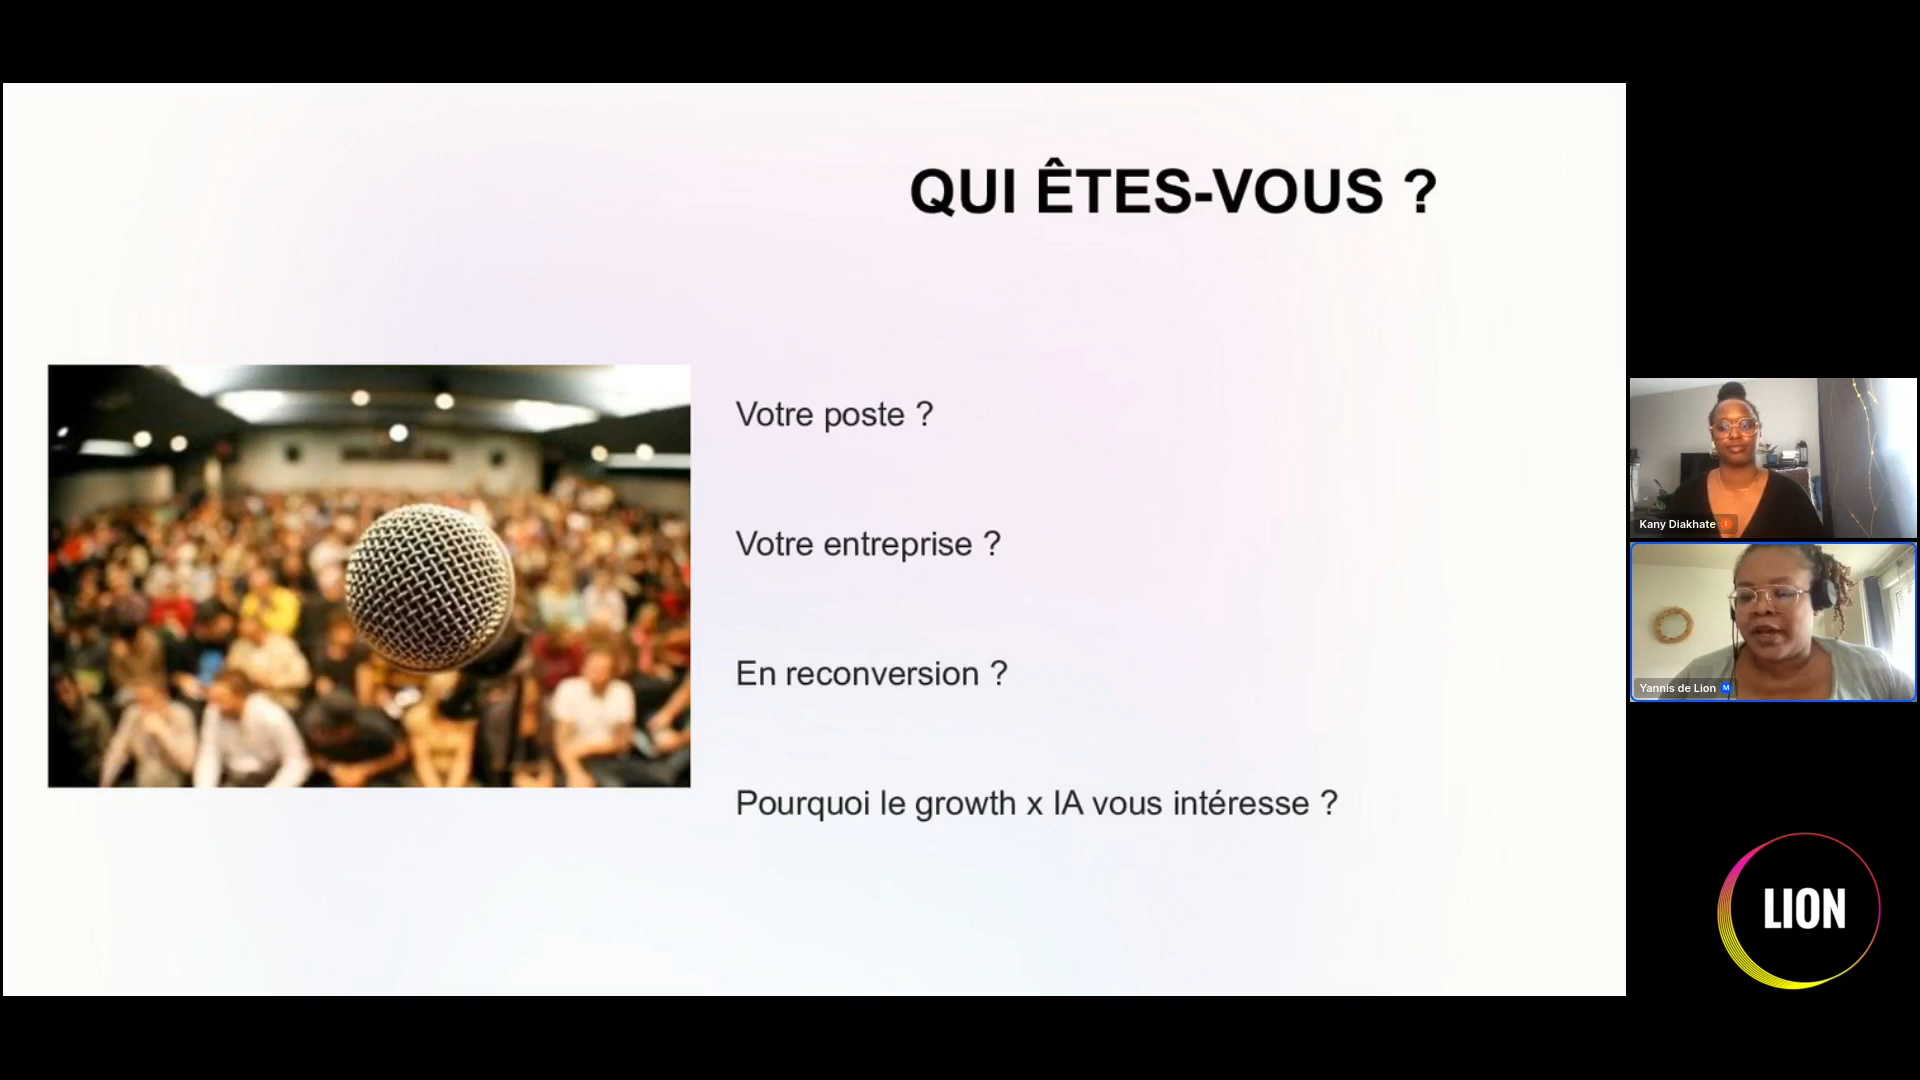 QUI ÊTES-VOUS ?
Votre poste ?
Votre entreprise ?
En reconversion ?
Pourquoi le growth x IA vous intéresse ?
Kany Diakhate I
Yannis de Lion M
LION